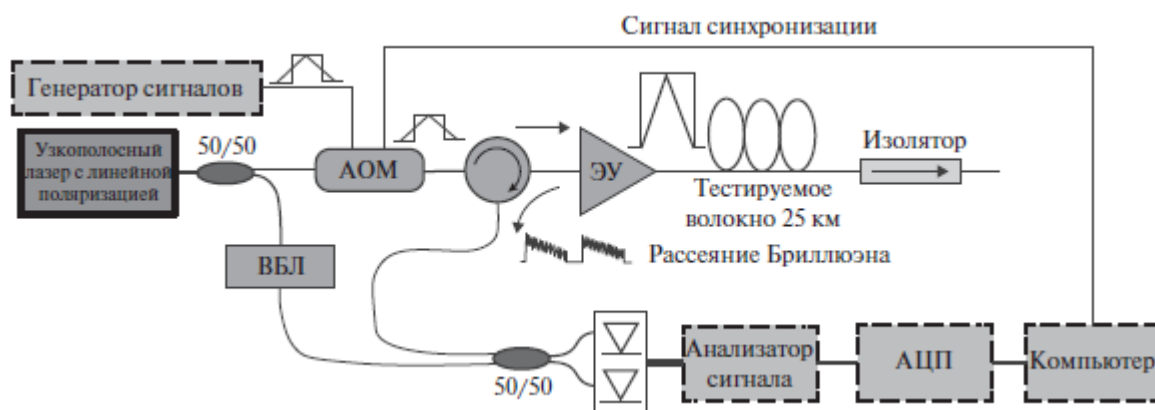 Сигнал синхронизации
Генератор сигналов
Узкополосный
лазер с линейной
поляризацией
50/50
АОМ
ЭУ
Изолятор
Тестируемое
волокно 25 км
Рассеяние Бриллюэна
ВБЛ
50/50
Анализатор
сигнала
АЦП
Компьютер